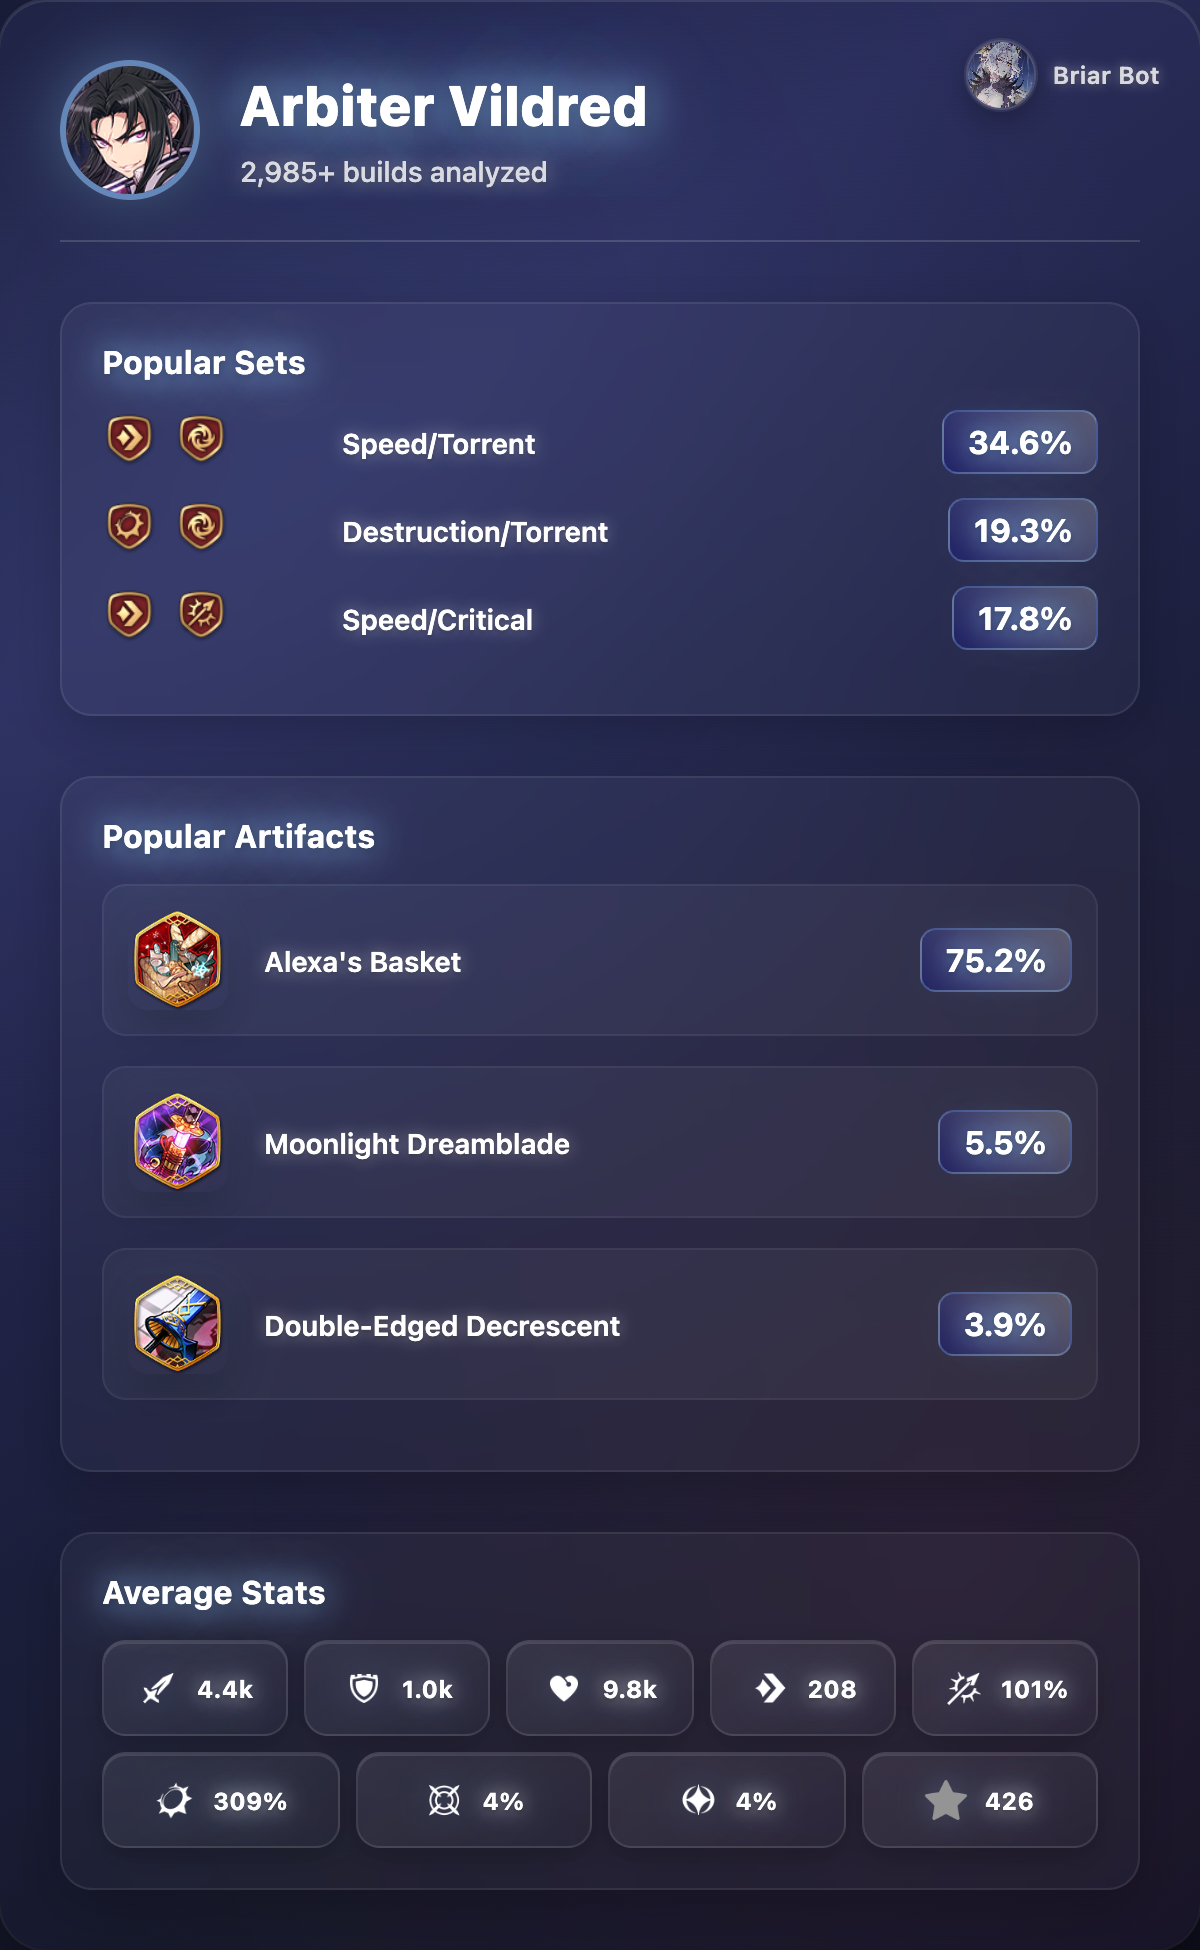 Arbiter Vildred
2,985+ builds analyzed
Briar Bot
Popular Sets
Speed/Torrent
34.6%
Destruction/Torrent
19.3%
Speed/Critical
17.8%
Popular Artifacts
Alexa's Basket
75.2%
Moonlight Dreamblade
5.5%
Double-Edged Decrescent
3.9%
Average Stats
4.4k
1.0k
9.8k
208
101%
309%
4%
4%
426